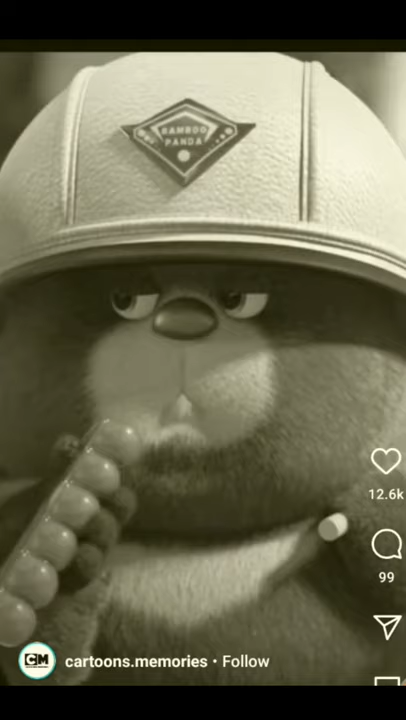 BAMBOO
PANDA
12.6k
99
CM cartoons.memories • Follow